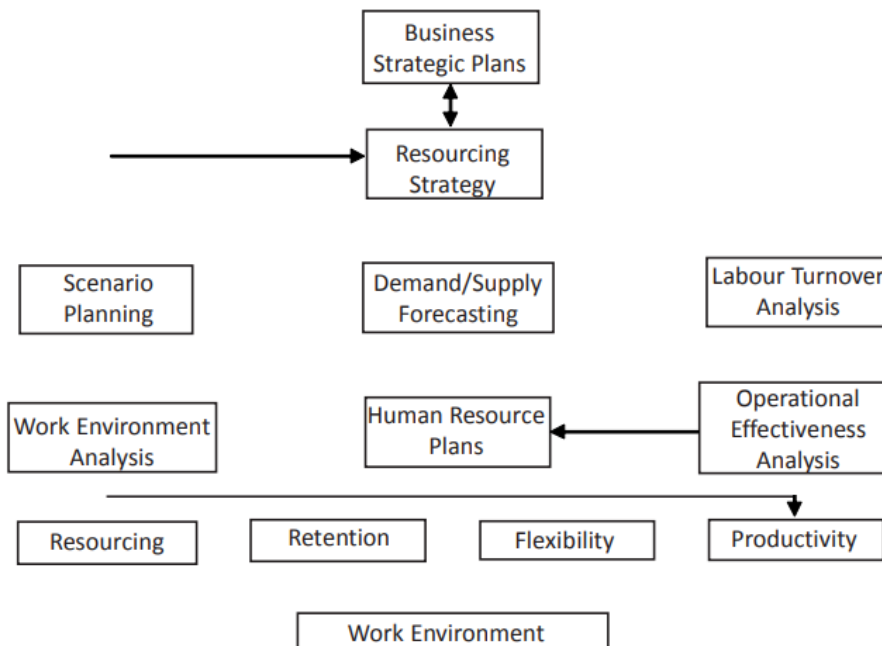 Business
Strategic Plans
Resourcing
Strategy
Scenario
Planning
Demand/Supply
Forecasting
Labour Turnover
Analysis
Work Environment
Analysis
Human Resource
Plans
Operational
Effectiveness
Analysis
Resourcing
Retention
Flexibility
Productivity
Work Environment